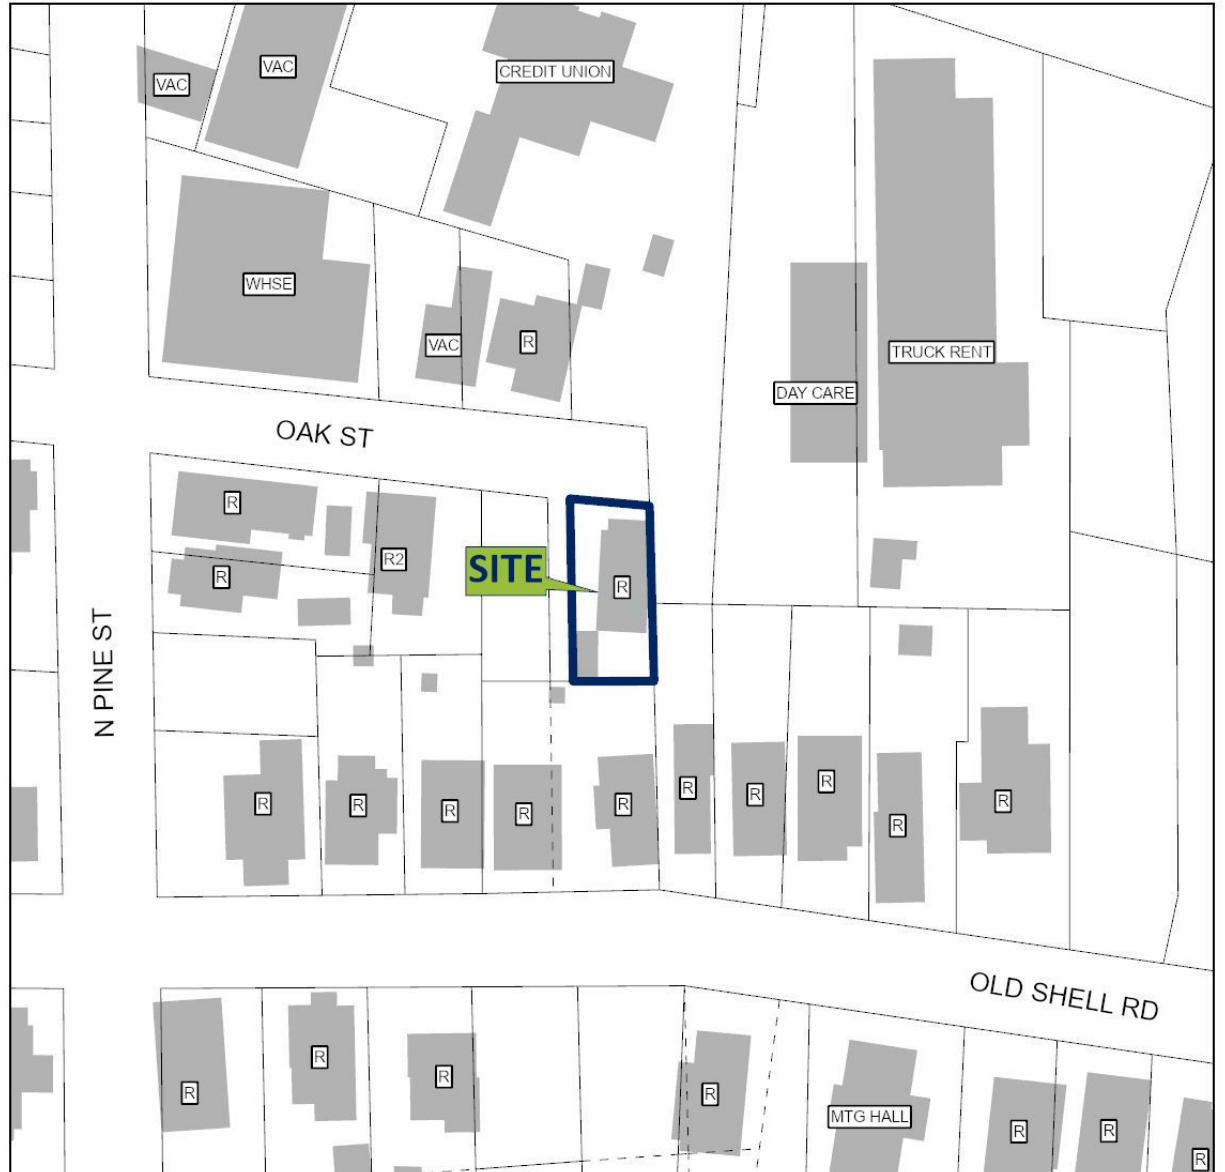 VAC
VAC
CREDIT UNION
WHSE
VAC
R
TRUCK RENT
DAY CARE
OAK ST
R
R2
R
SITE
R
N PINE ST
R
R
R
R
R
R
R
R
R
R
OLD SHELL RD
R
R
R
R
MTG HALL
R
R
R